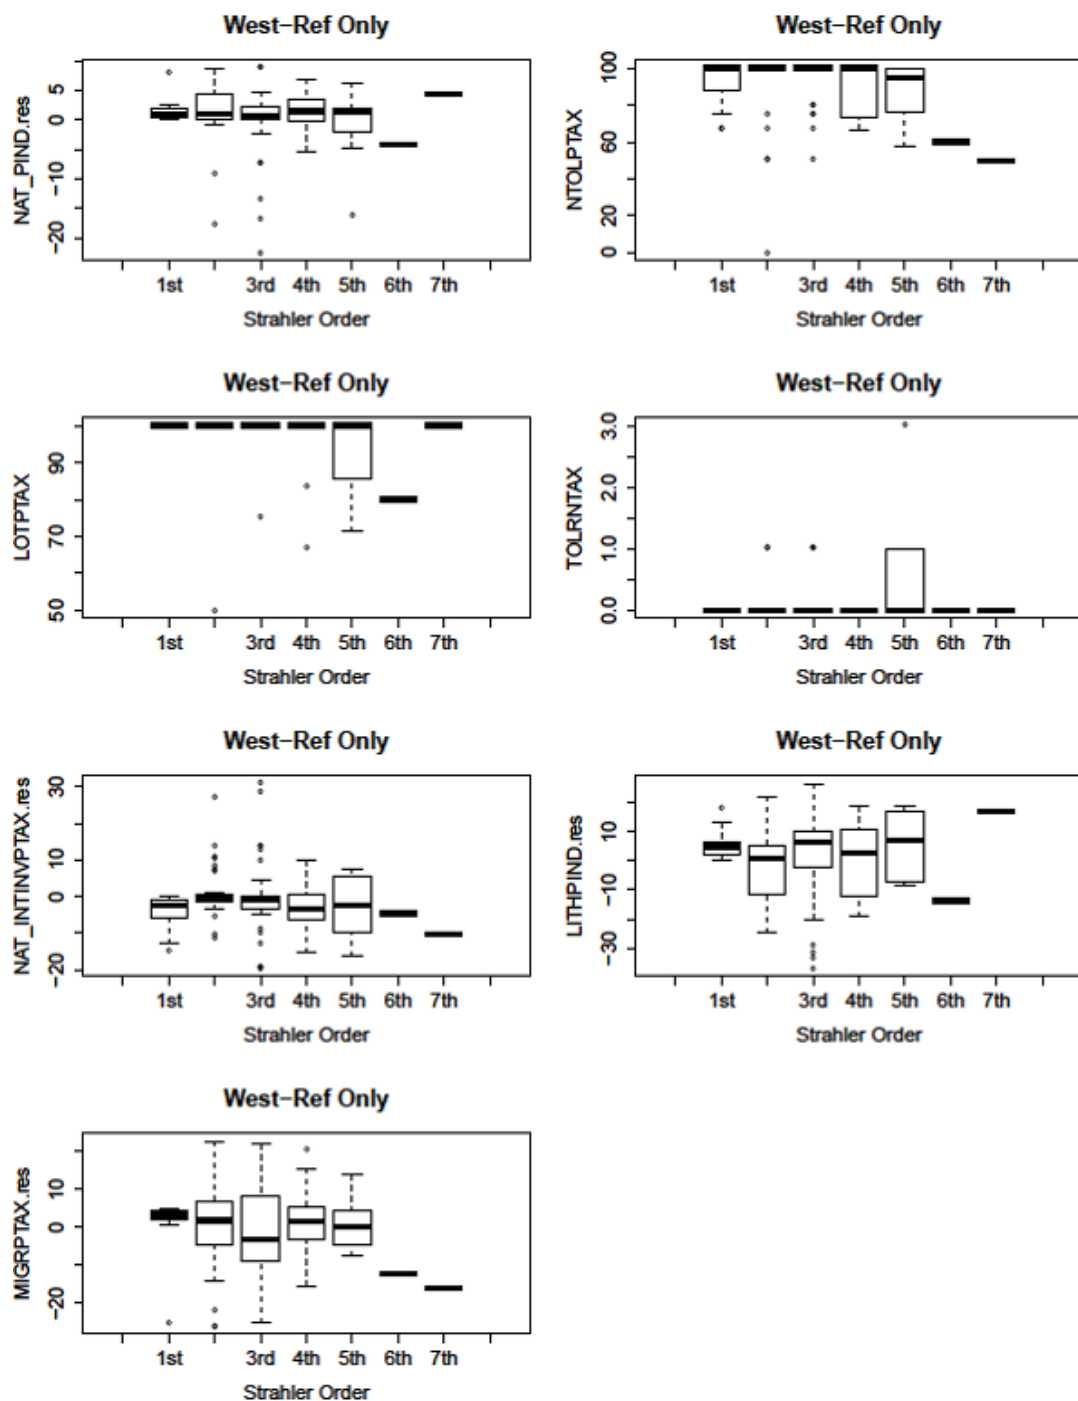 West−Ref Only
NAT_PIND.res
5
0
−10
−20
1st 3rd 4th 5th 6th 7th
Strahler Order
West−Ref Only
NTOLPTAX
100
60
20
0
1st 3rd 4th 5th 6th 7th
Strahler Order
West−Ref Only
LOTPTAX
90
70
50
1st 3rd 4th 5th 6th 7th
Strahler Order
West−Ref Only
TOLRNTAX
3.0
2.0
1.0
0.0
1st 3rd 4th 5th 6th 7th
Strahler Order
West−Ref Only
NAT_INTINVPTAX.res
30
10
0
−20
1st 3rd 4th 5th 6th 7th
Strahler Order
West−Ref Only
LITHPIND.res
10
−10
−30
1st 3rd 4th 5th 6th 7th
Strahler Order
West−Ref Only
MIGRPTAX.res
10
0
−20
1st 3rd 4th 5th 6th 7th
Strahler Order